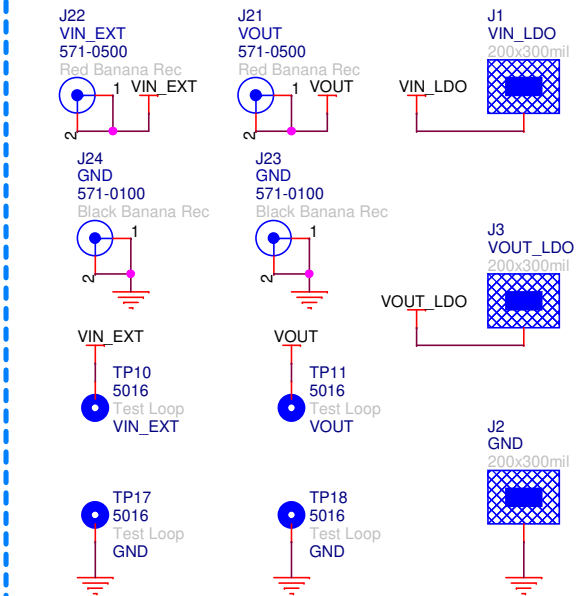 J22
VIN_EXT
571-0500
Red Banana Rec
1
VIN_EXT
2
J21
VOUT
571-0500
Red Banana Rec
1
VOUT
2
J1
VIN_LDO
200x300mil
VIN_LDO
J24
GND
571-0100
Black Banana Rec
1
2
J23
GND
571-0100
Black Banana Rec
1
2
J3
VOUT_LDO
200x300mil
VOUT_LDO
VIN_EXT
TP10
5016
Test Loop
VIN_EXT
VOUT
TP11
5016
Test Loop
VOUT
J2
GND
200x300mil
TP17
5016
Test Loop
GND
TP18
5016
Test Loop
GND